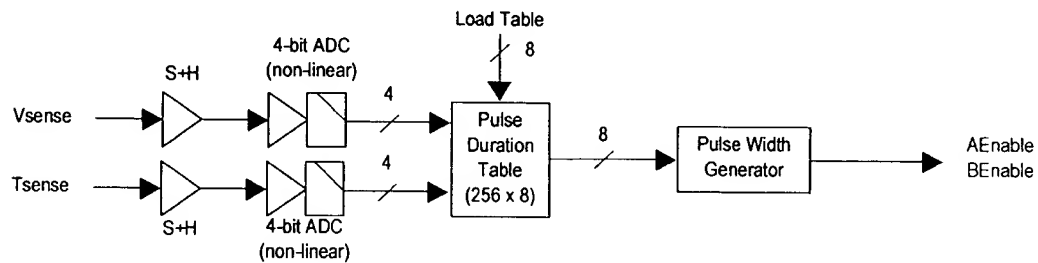 Load Table
8
4-bit ADC
(non-linear)
S+H
4
Vsense
Pulse
Duration
Table
(256 x 8)
8
Pulse Width
Generator
AEnable
BEnable
4
Tsense
S+H
4-bit ADC
(non-linear)